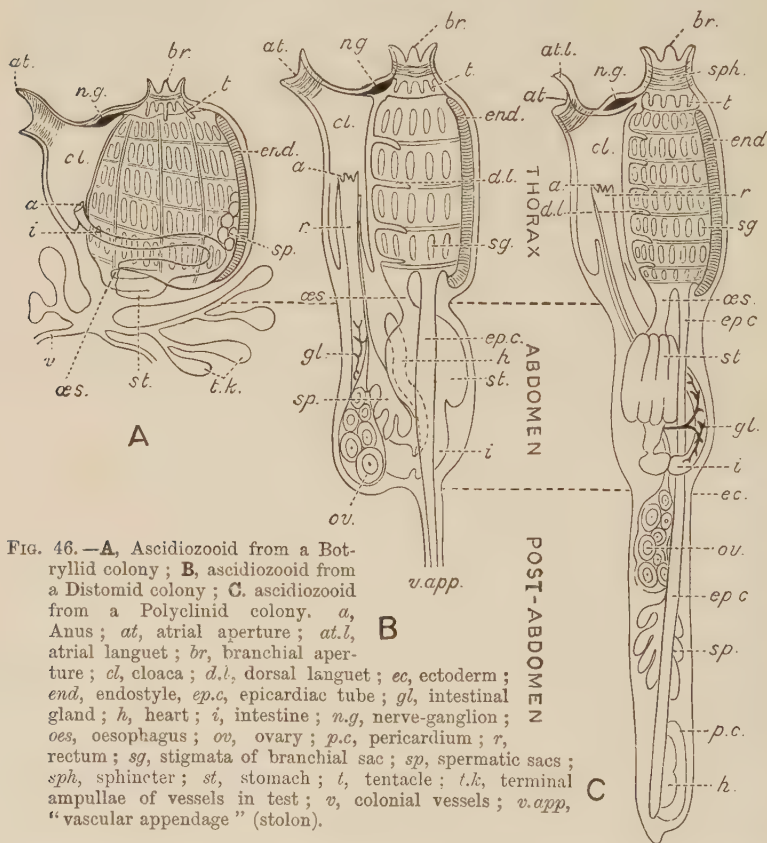 br.
at.
n.g.
t
cl.
end.
a
i
sp.
v
œs.
st.
t.k.
A
br.
at.
ng
t.
cl.
end.
a
d.l.
r.
sg.
œs.
ep.c.
h
gl.
st.
sp.
i
ov.
v.app.
B
THORAX
ABDOMEN
POST-ABDOMEN
br.
at.l.
sph.
n.g.
at
t
cl.
end
a
r
d.l.
sg
œs.
ep c
st
gl.
i
ec.
ov.
ep c
sp.
p.c.
h.
C
FIG. 46.—A, Ascidiozooid from a Bot-
ryllid colony ; B, ascidiozooid from
a Distomid colony ; C. ascidiozooid
from a Polyclinid colony. a,
Anus ; at, atrial aperture ; at.l,
atrial languet ; br, branchial aper-
ture ; cl, cloaca ; d.l., dorsal languet ; ec, ectoderm ;
end, endostyle, ep.c, epicardiac tube ; gl, intestinal
gland ; h, heart ; i, intestine ; n.g, nerve-ganglion ;
oes, oesophagus ; ov, ovary ; p.c, pericardium ; r,
rectum ; sg, stigmata of branchial sac ; sp, spermatic sacs ;
sph, sphincter ; st, stomach ; t, tentacle ; t.k, terminal
ampullae of vessels in test ; v, colonial vessels ; v.app,
“vascular appendage” (stolon).